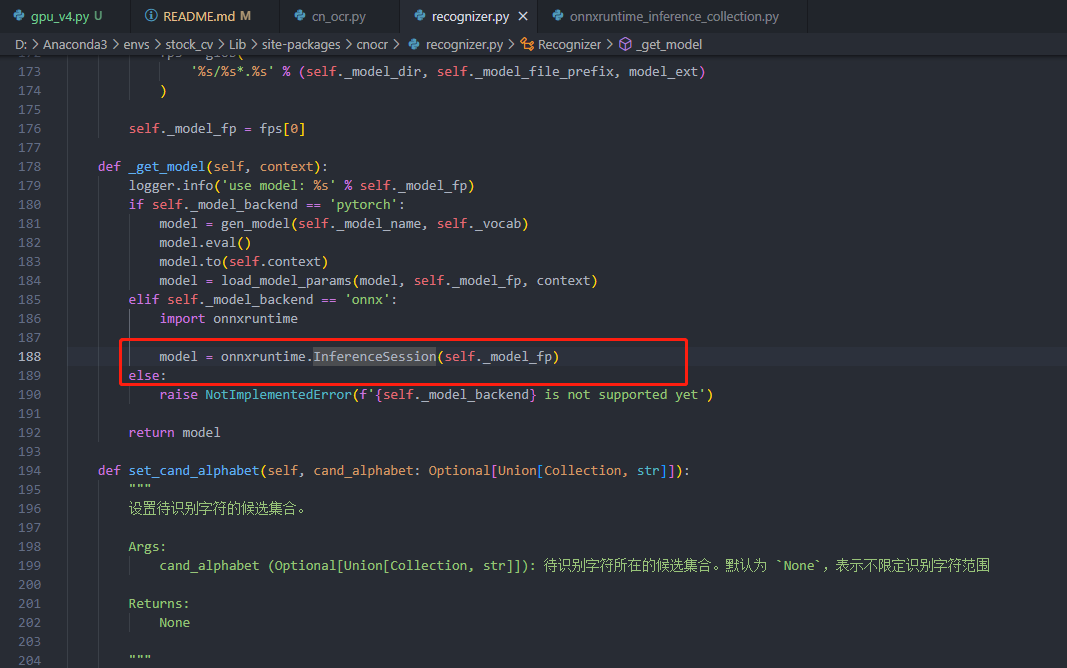 gpu_v4.py U README.md M cn_ocr.py recognizer.py onnxruntime_inference_collection.py
D: > Anaconda3 > envs > stock_cv > Lib > site-packages > cnocr > recognizer.py > Recognizer > _get_model
173 '%s/%s*.%s' % (self._model_dir, self._model_file_prefix, model_ext)
174 )
175
176 self._model_fp = fps[0]
177
178 def _get_model(self, context):
179 logger.info('use model: %s' % self._model_fp)
180 if self._model_backend == 'pytorch':
181 model = gen_model(self._model_name, self._vocab)
182 model.eval()
183 model.to(self.context)
184 model = load_model_params(model, self._model_fp, context)
185 elif self._model_backend == 'onnx':
186 import onnxruntime
187
188 model = onnxruntime.InferenceSession(self._model_fp)
189 else:
190 raise NotImplementedError(f'{self._model_backend} is not supported yet')
191
192 return model
193
194 def set_cand_alphabet(self, cand_alphabet: Optional[Union[Collection, str]]):
195 """
196 设置待识别字符的候选集合。
197
198 Args:
199 cand_alphabet (Optional[Union[Collection, str]]): 待识别字符所在的候选集合。默认为 `None`，表示不限定识别字符范围
200
201 Returns:
202 None
203
204 """